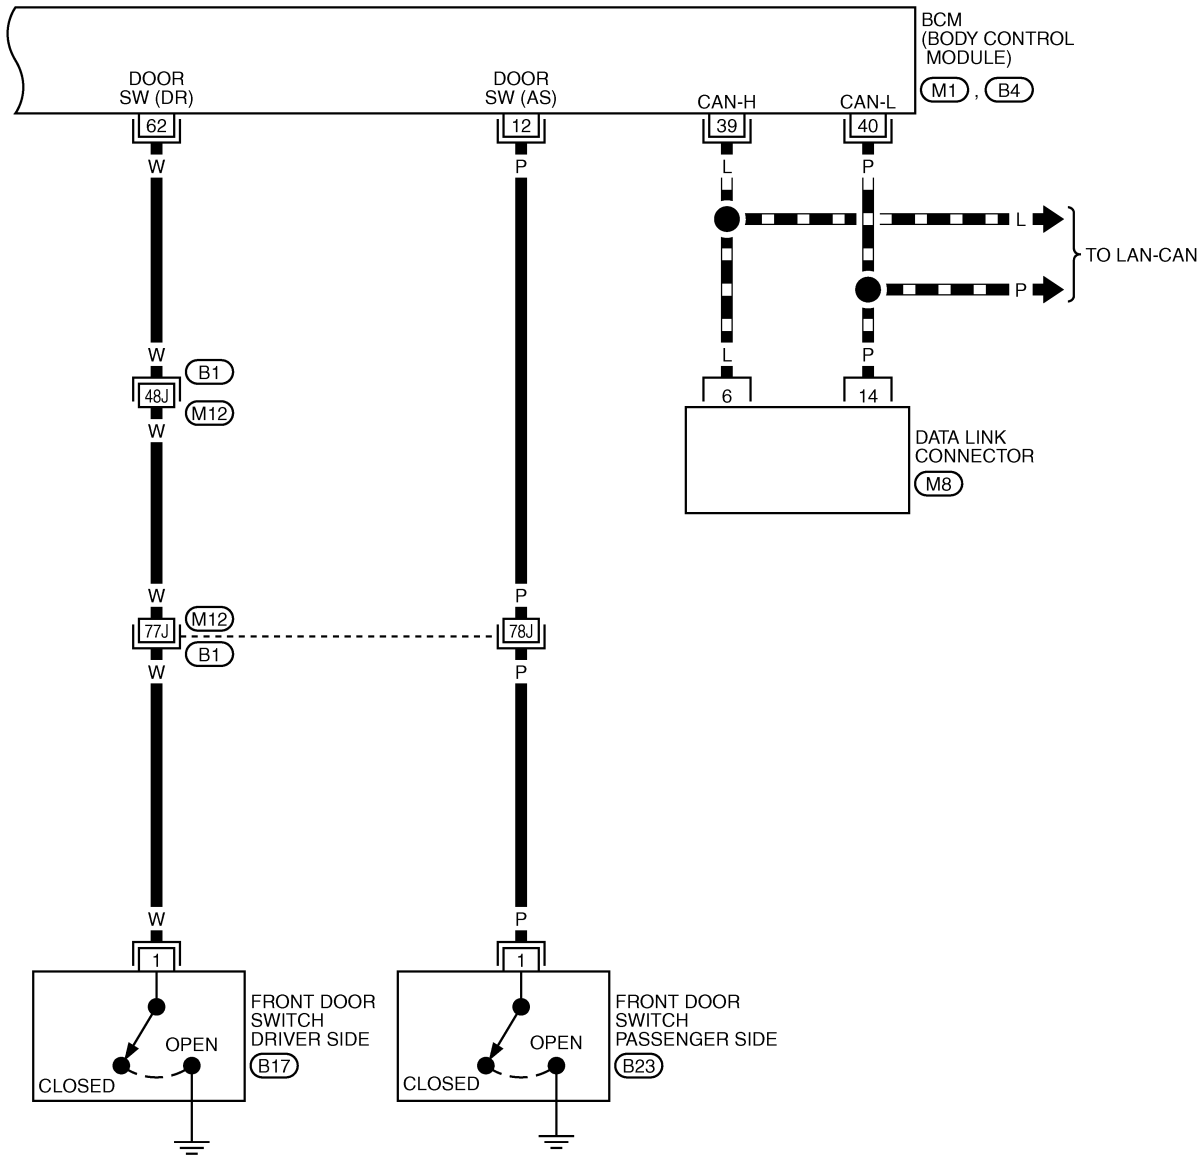 BCM
(BODY CONTROL
MODULE)
M1 , B4
DOOR
SW (DR)
DOOR
SW (AS)
CAN-H
CAN-L
62
12
39
40
W
P
L
P
L
P
TO LAN-CAN
W
L
P
B1
48J
M12
W
6
14
DATA LINK
CONNECTOR
M8
W
P
M12
77J
78J
B1
W
P
W
P
1
1
FRONT DOOR
SWITCH
DRIVER SIDE
B17
OPEN
CLOSED
FRONT DOOR
SWITCH
PASSENGER SIDE
B23
OPEN
CLOSED